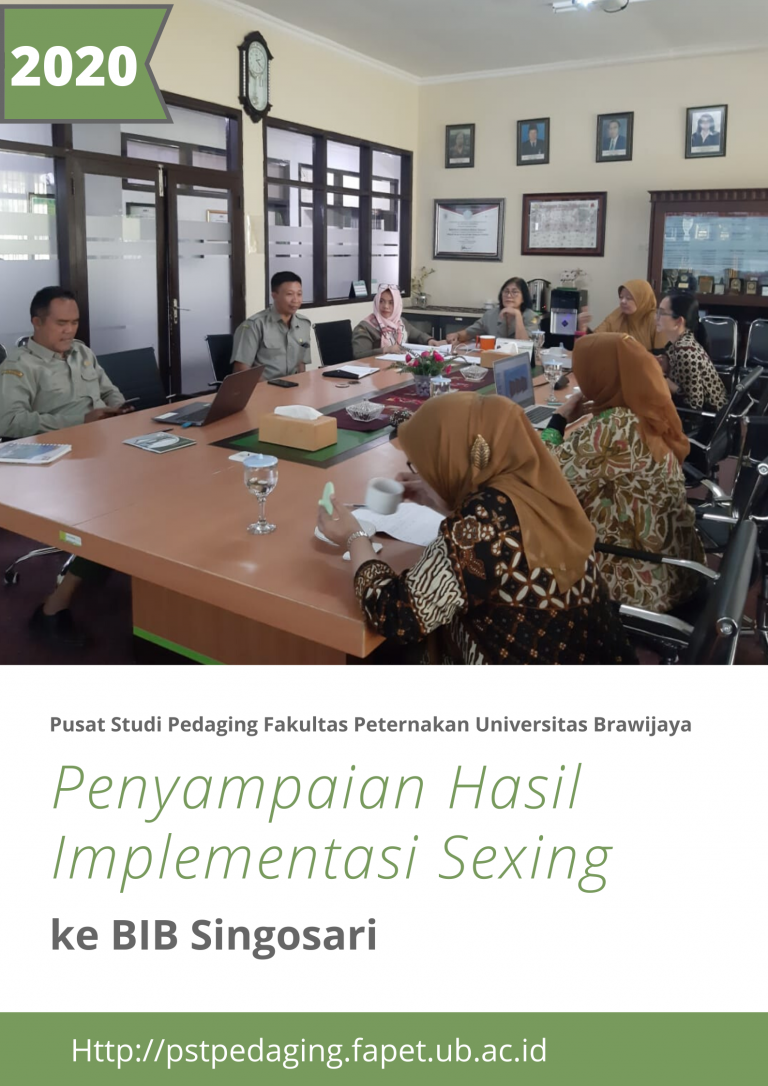 2020
Pusat Studi Pedaging Fakultas Peternakan Universitas Brawijaya
Penyampaian Hasil
Implementasi Sexing
ke BIB Singosari
Http://pstpedaging.fapet.ub.ac.id